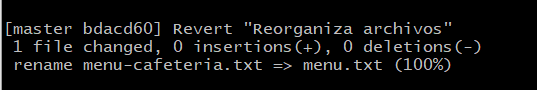 [master bdacd60] Revert "Reorganiza archivos"
1 file changed, 0 insertions(+), 0 deletions(-)
rename menu-cafeteria.txt => menu.txt (100%)